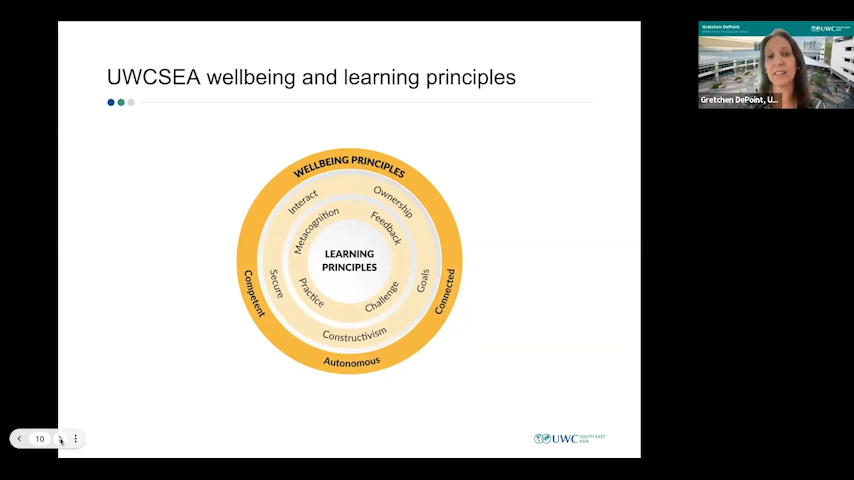 UWCSEA wellbeing and learning principles
WELLBEING PRINCIPLES
Interact
Ownership
Metacognition
Feedback
LEARNING
PRINCIPLES
Secure
Goals
Practice
Challenge
Constructivism
Competent
Connected
Autonomous
10
UWC SOUTH EAST
ASIA
Gretchen DePoint
UWC
Gretchen DePoint, U...